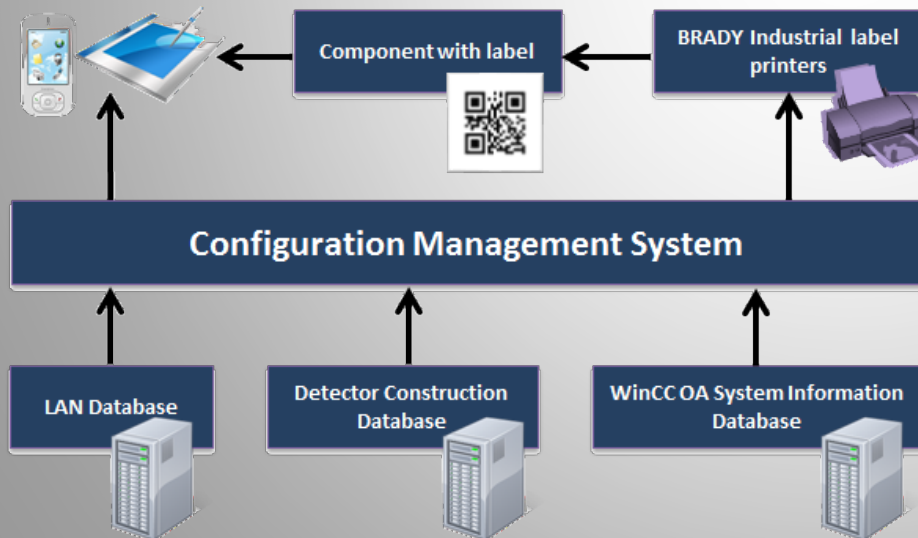 Component with label
BRADY Industrial label
printers
Configuration Management System
LAN Database
Detector Construction
Database
WinCC OA System Information
Database